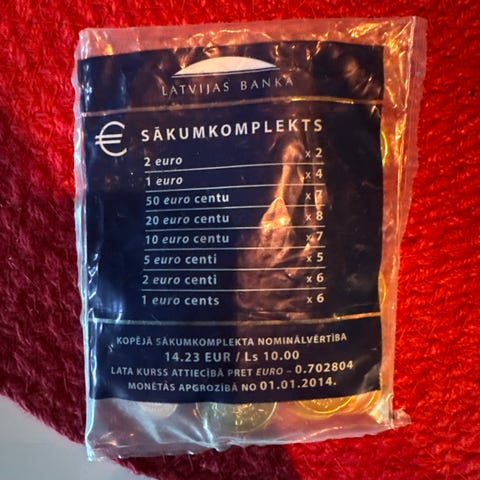 LATVIJAS BANKA
€ SĀKUMKOMPLEKTS
2 euro x 2
1 euro x 4
50 euro centu x 7
20 euro centu x 8
10 euro centu x 7
5 euro centi x 5
2 euro centi x 6
1 euro cents x 6
KOPĒJĀ SĀKUMKOMPLEKTA NOMINĀLVĒRTĪBA
14.23 EUR / Ls 10.00
LATA KURSS ATTIECĪBĀ PRET EURO – 0.702804
MONĒTAS APGROZĪBĀ NO 01.01.2014.